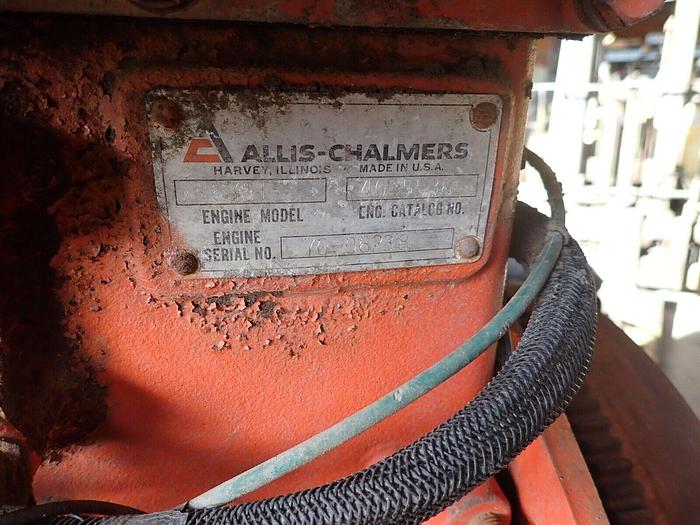 ALLIS-CHALMERS
HARVEY, ILLINOIS MADE IN U.S.A.
ENGINE MODEL ENG. CATALOG NO.
ENGINE
SERIAL NO.